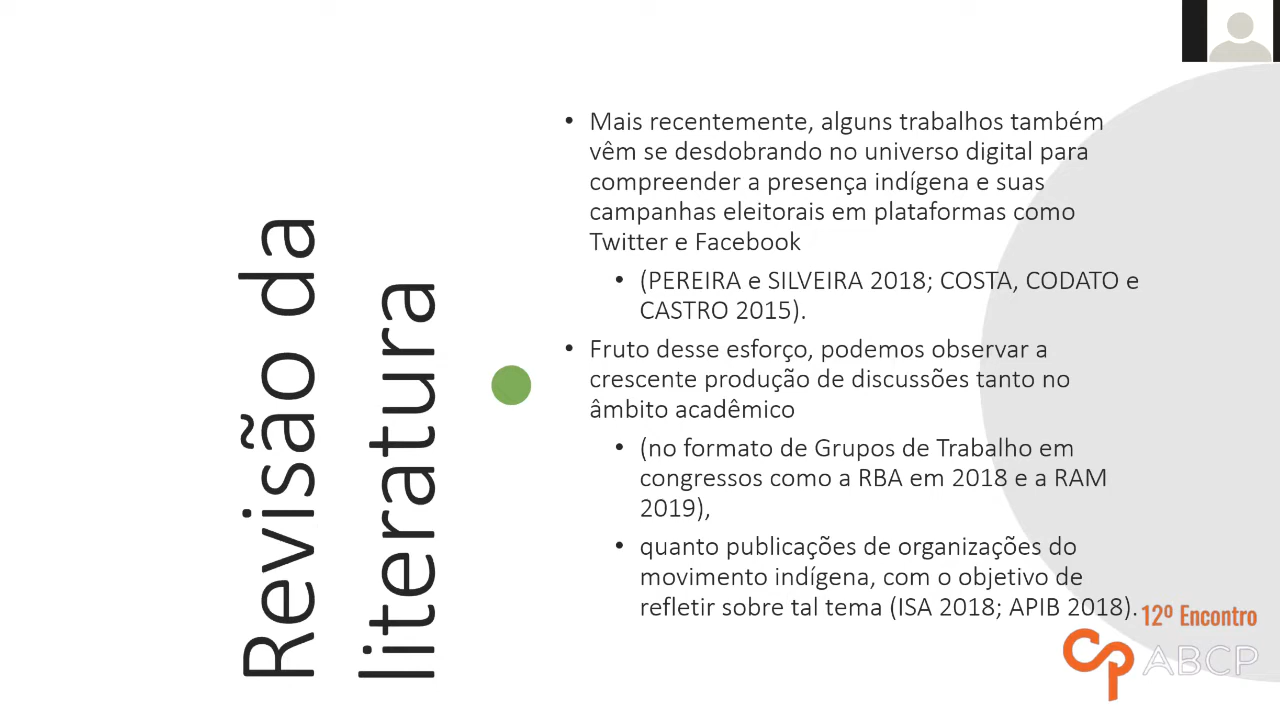 Revisão da
literatura
• Mais recentemente, alguns trabalhos também
vêm se desdobrando no universo digital para
compreender a presença indígena e suas
campanhas eleitorais em plataformas como
Twitter e Facebook
• (PEREIRA e SILVEIRA 2018; COSTA, CODATO e
CASTRO 2015).
• Fruto desse esforço, podemos observar a
crescente produção de discussões tanto no
âmbito acadêmico
• (no formato de Grupos de Trabalho em
congressos como a RBA em 2018 e a RAM
2019),
• quanto publicações de organizações do
movimento indígena, com o objetivo de
refletir sobre tal tema (ISA 2018; APIB 2018).
12º Encontro
CP ABCP